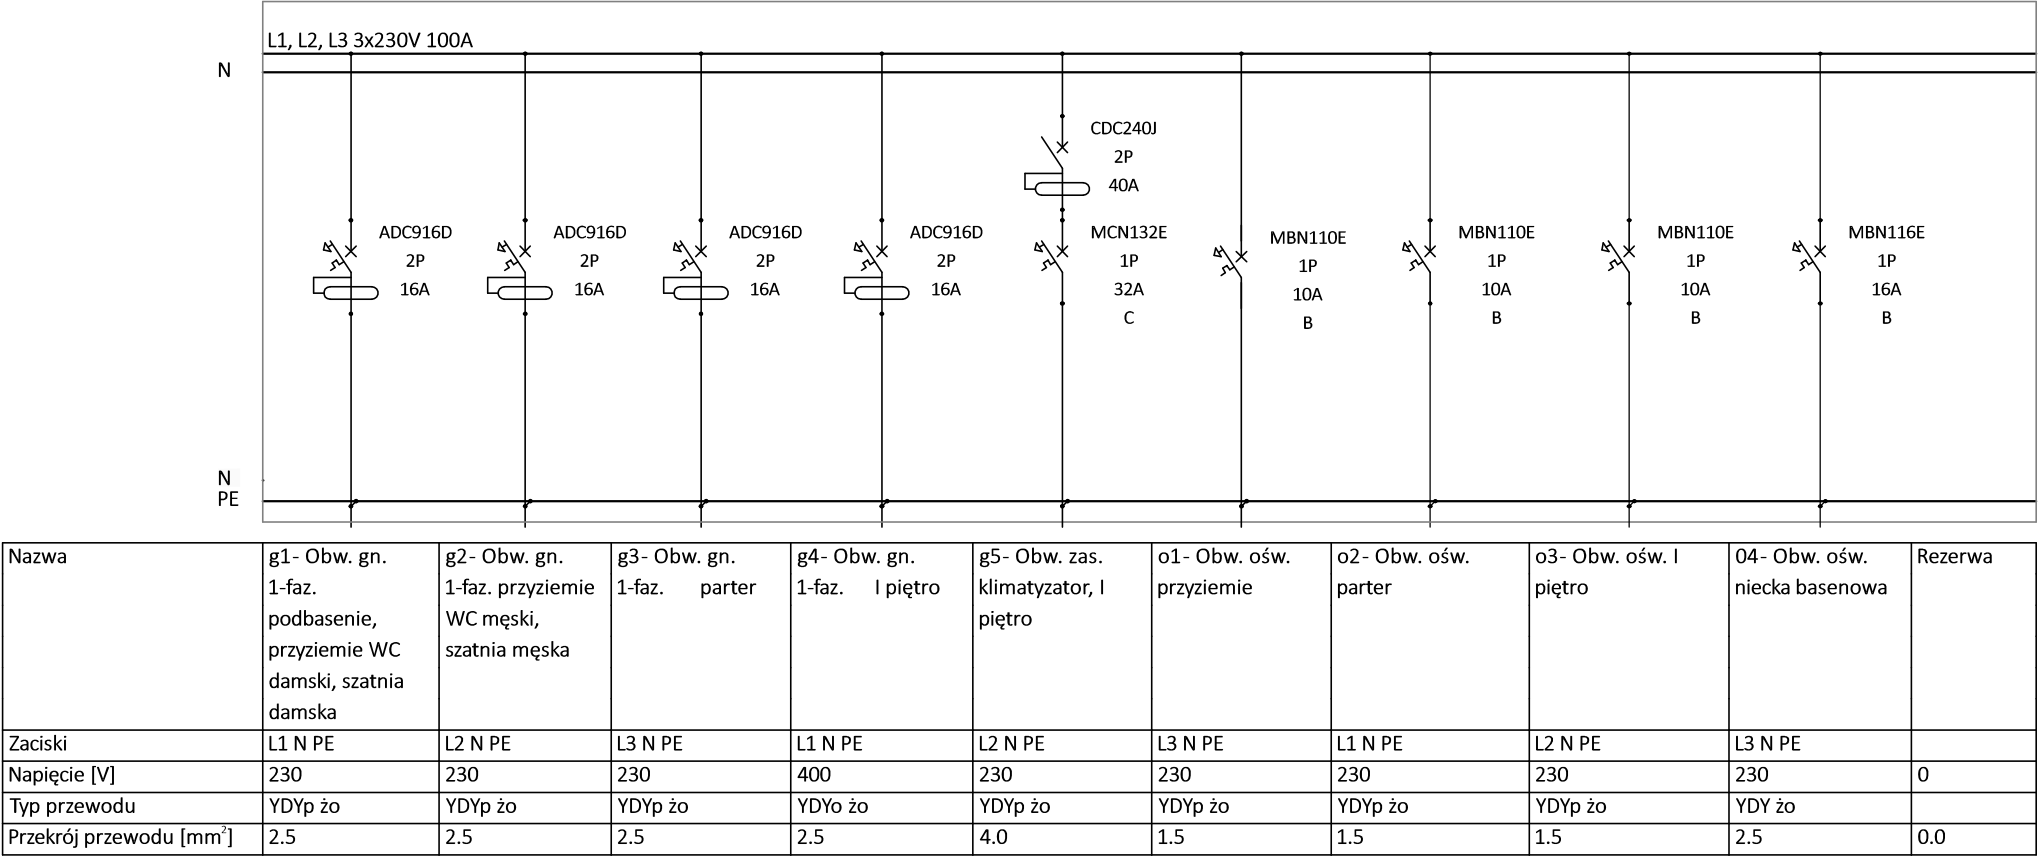 L1, L2, L3 3x230V 100A
N
CDC240J
2P
40A
ADC916D
2P
16A
ADC916D
2P
16A
ADC916D
2P
16A
ADC916D
2P
16A
MCN132E
1P
32A
C
MBN110E
1P
10A
B
MBN110E
1P
10A
B
MBN110E
1P
10A
B
MBN116E
1P
16A
B
N
PE
Nazwa
g1- Obw. gn.
1-faz.
podbasenie,
przyziemie WC
damski, szatnia
damska
g2- Obw. gn.
1-faz. przyziemie
WC męski,
szatnia męska
g3- Obw. gn.
1-faz. parter
g4- Obw. gn.
1-faz. I piętro
g5- Obw. zas.
klimatyzator, I
piętro
o1- Obw. ośw.
przyziemie
o2- Obw. ośw.
parter
o3- Obw. ośw. I
piętro
04- Obw. ośw.
niecka basenowa
Rezerwa
Zaciski L1 N PE L2 N PE L3 N PE L1 N PE L2 N PE L3 N PE L1 N PE L2 N PE L3 N PE
Napięcie [V] 230 230 230 400 230 230 230 230 230 0
Typ przewodu YDYp żo YDYp żo YDYp żo YDYo żo YDYp żo YDYp żo YDYp żo YDYp żo YDY żo
Przekrój przewodu [mm²] 2.5 2.5 2.5 2.5 4.0 1.5 1.5 1.5 2.5 0.0